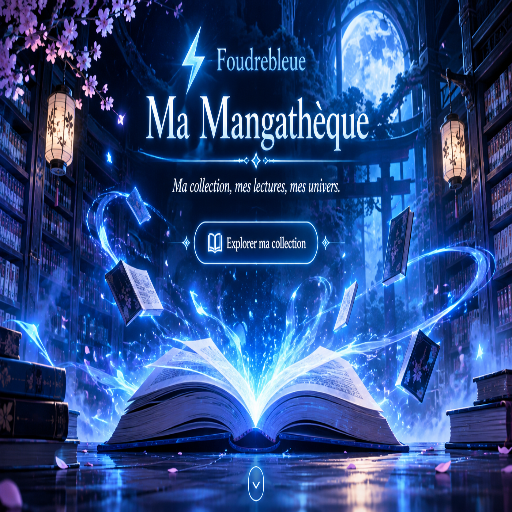 Foudrebleue
Ma Mangathèque
Ma collection, mes lectures, mes univers.
Explorer ma collection